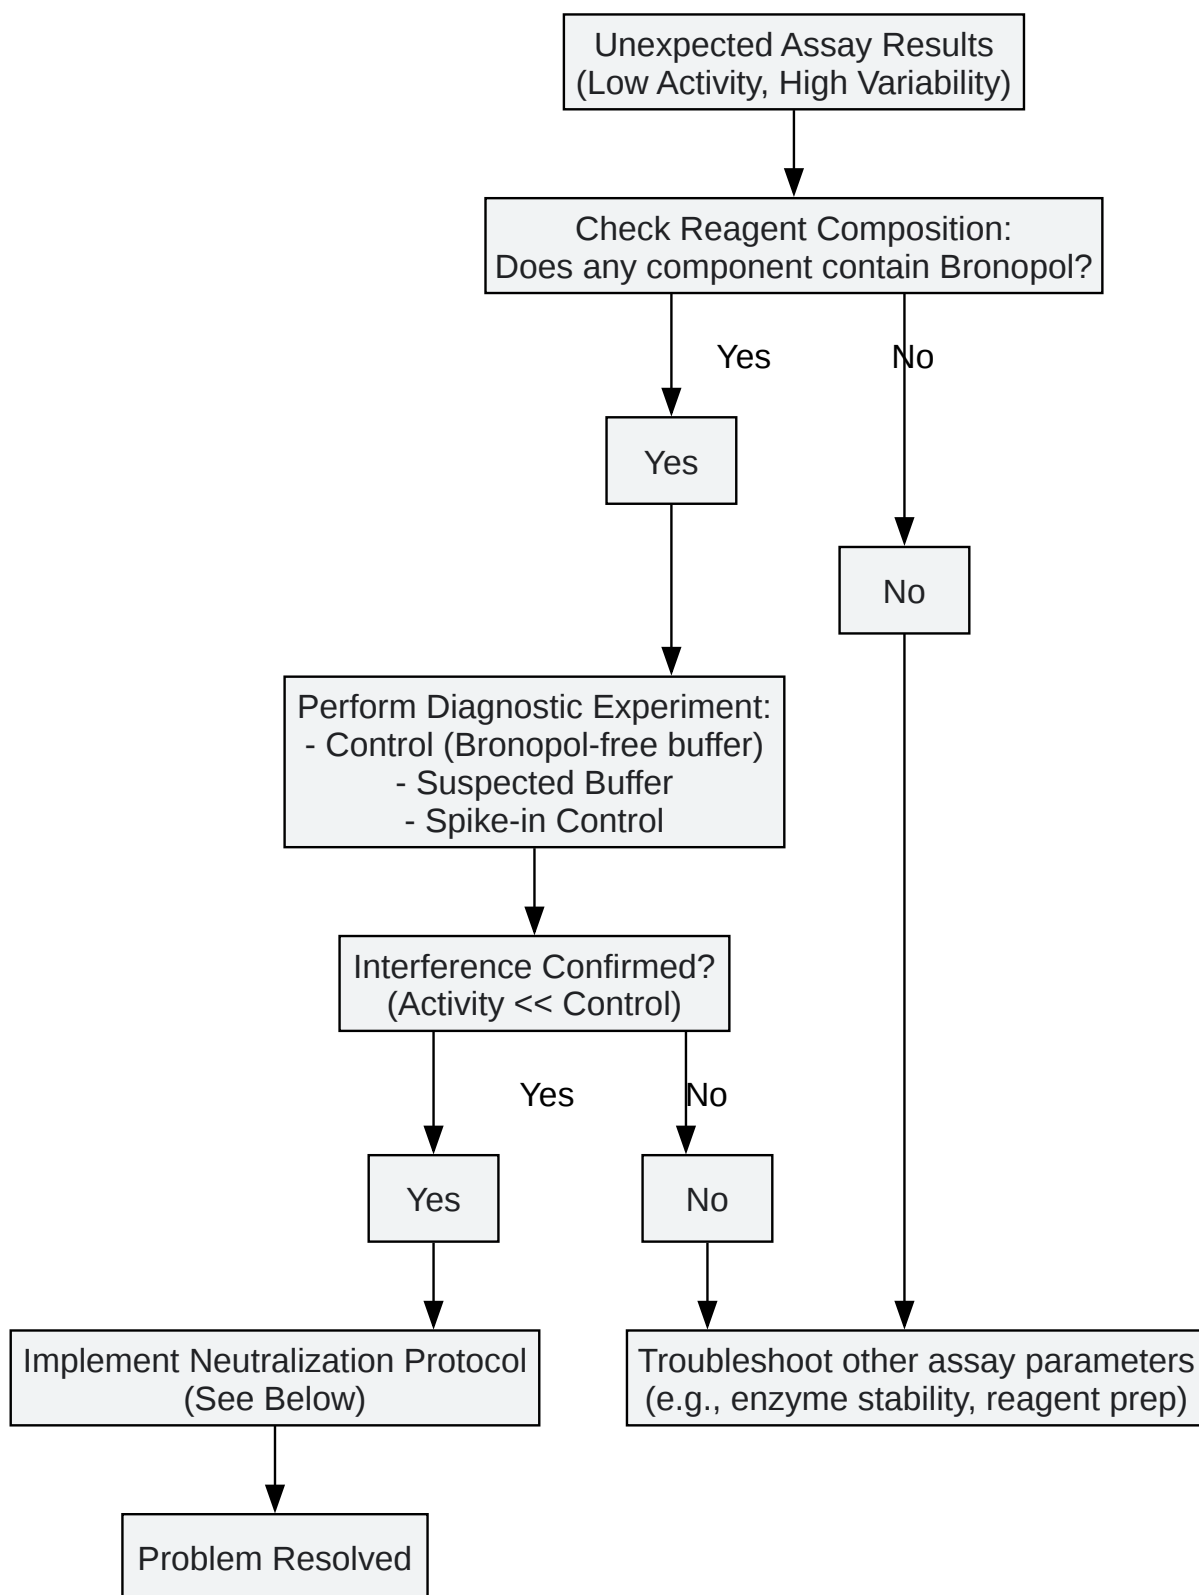 Unexpected Assay Results
(Low Activity, High Variability)
Check Reagent Composition:
Does any component contain Bronopol?
Yes
No
Yes
No
Perform Diagnostic Experiment:
- Control (Bronopol-free buffer)
- Suspected Buffer
- Spike-in Control
Interference Confirmed?
(Activity << Control)
Yes
No
Yes
No
Implement Neutralization Protocol
(See Below)
Troubleshoot other assay parameters
(e.g., enzyme stability, reagent prep)
Problem Resolved